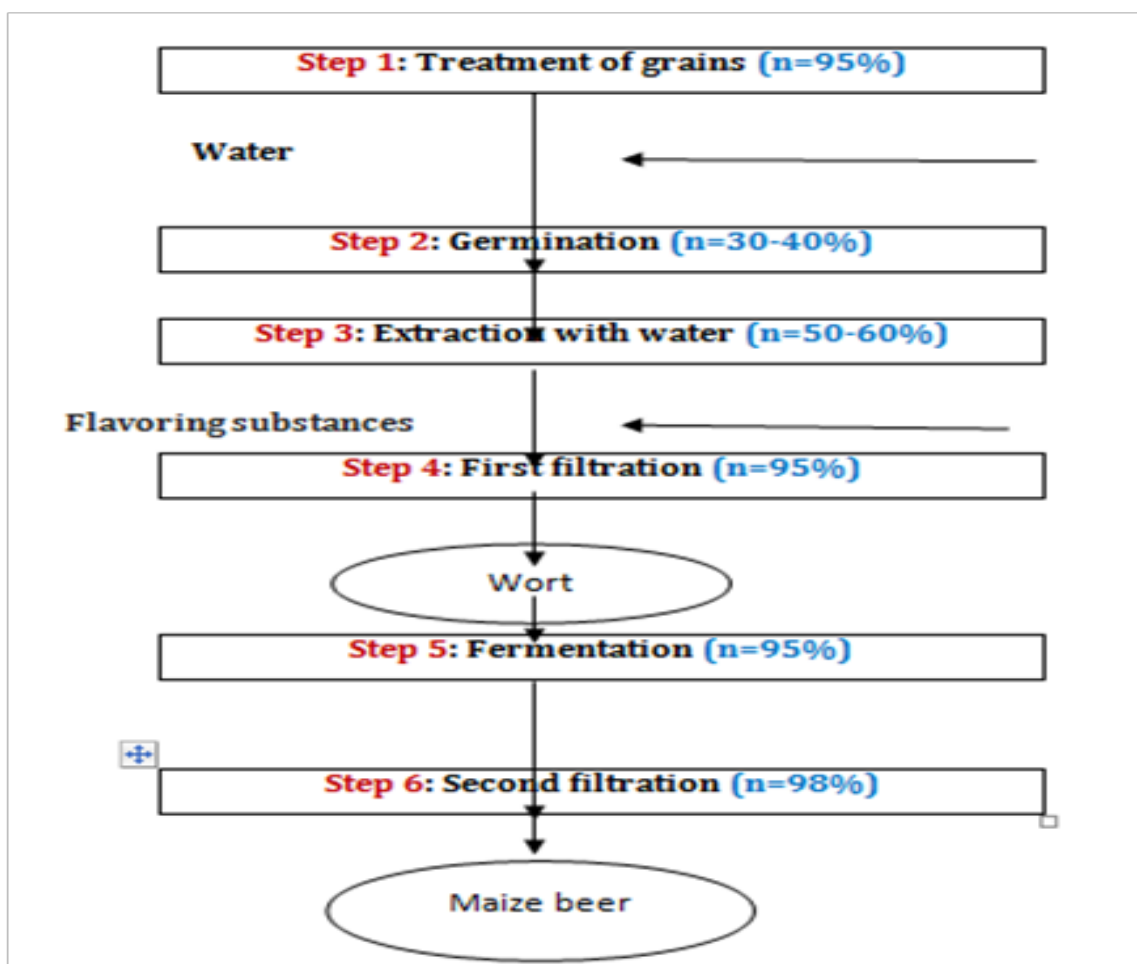 Step 1: Treatment of grains (n=95%)
Water
Step 2: Germination (n=30-40%)
Step 3: Extraction with water (n=50-60%)
Flavoring substances
Step 4: First filtration (n=95%)
Wort
Step 5: Fermentation (n=95%)
Step 6: Second filtration (n=98%)
Maize beer